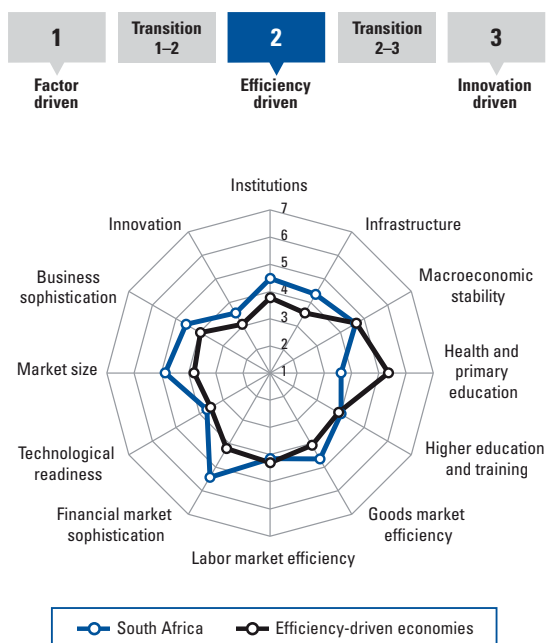 1
Transition
1–2
2
Transition
2–3
3
Factor
driven
Efficiency
driven
Innovation
driven
Institutions
7
6
5
4
3
2
1
Infrastructure
Macroeconomic
stability
Health and
primary
education
Higher education
and training
Goods market
efficiency
Labor market efficiency
Financial market
sophistication
Technological
readiness
Market size
Business
sophistication
Innovation
South Africa
Efficiency-driven economies